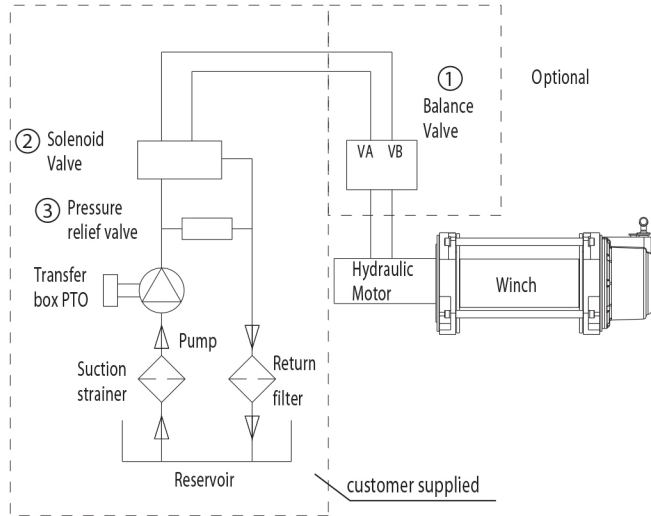 ①
Balance
Valve
Optional
② Solenoid
Valve
VA VB
③ Pressure
relief valve
Transfer
box PTO
Hydraulic
Motor
Winch
Pump
Suction
strainer
Return
filter
Reservoir
customer supplied